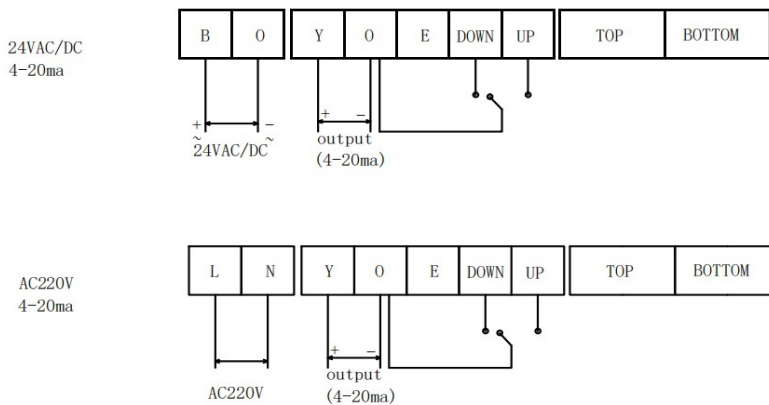 24VAC/DC
4-20ma
B O Y O E DOWN UP TOP BOTTOM
+ −
~ ~
24VAC/DC
+ −
output
(4-20ma)
AC220V
4-20ma
L N Y O E DOWN UP TOP BOTTOM
AC220V
+ −
output
(4-20ma)